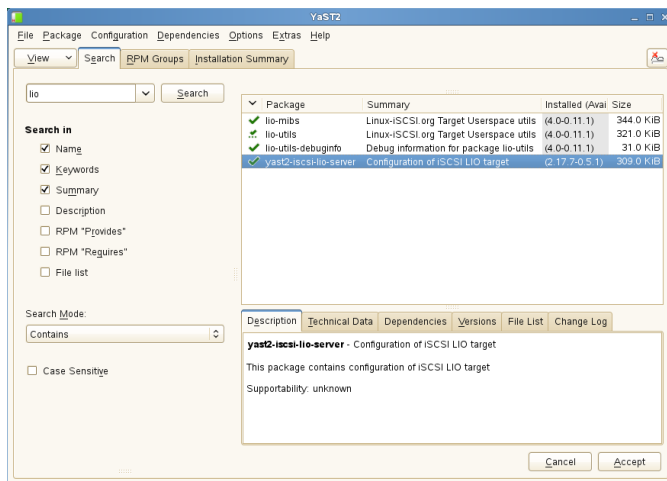 YaST2
File Package Configuration Dependencies Options Extras Help
View Search RPM Groups Installation Summary
lio Search
Search in
Name
Keywords
Summary
Description
RPM "Provides"
RPM "Requires"
File list
Search Mode:
Contains
Case Sensitive
Package Summary Installed (Avai Size
lio-mibs Linux-iSCSI.org Target Userspace utils (4.0-0.11.1) 344.0 KiB
lio-utils Linux-iSCSI.org Target Userspace utils (4.0-0.11.1) 321.0 KiB
lio-utils-debuginfo Debug information for package lio-utils (4.0-0.11.1) 31.0 KiB
yast2-iscsi-lio-server Configuration of iSCSI LIO target (2.17.7-0.5.1) 309.0 KiB
Description Technical Data Dependencies Versions File List Change Log
yast2-iscsi-lio-server - Configuration of iSCSI LIO target
This package contains configuration of iSCSI LIO target
Supportability: unknown
Cancel Accept